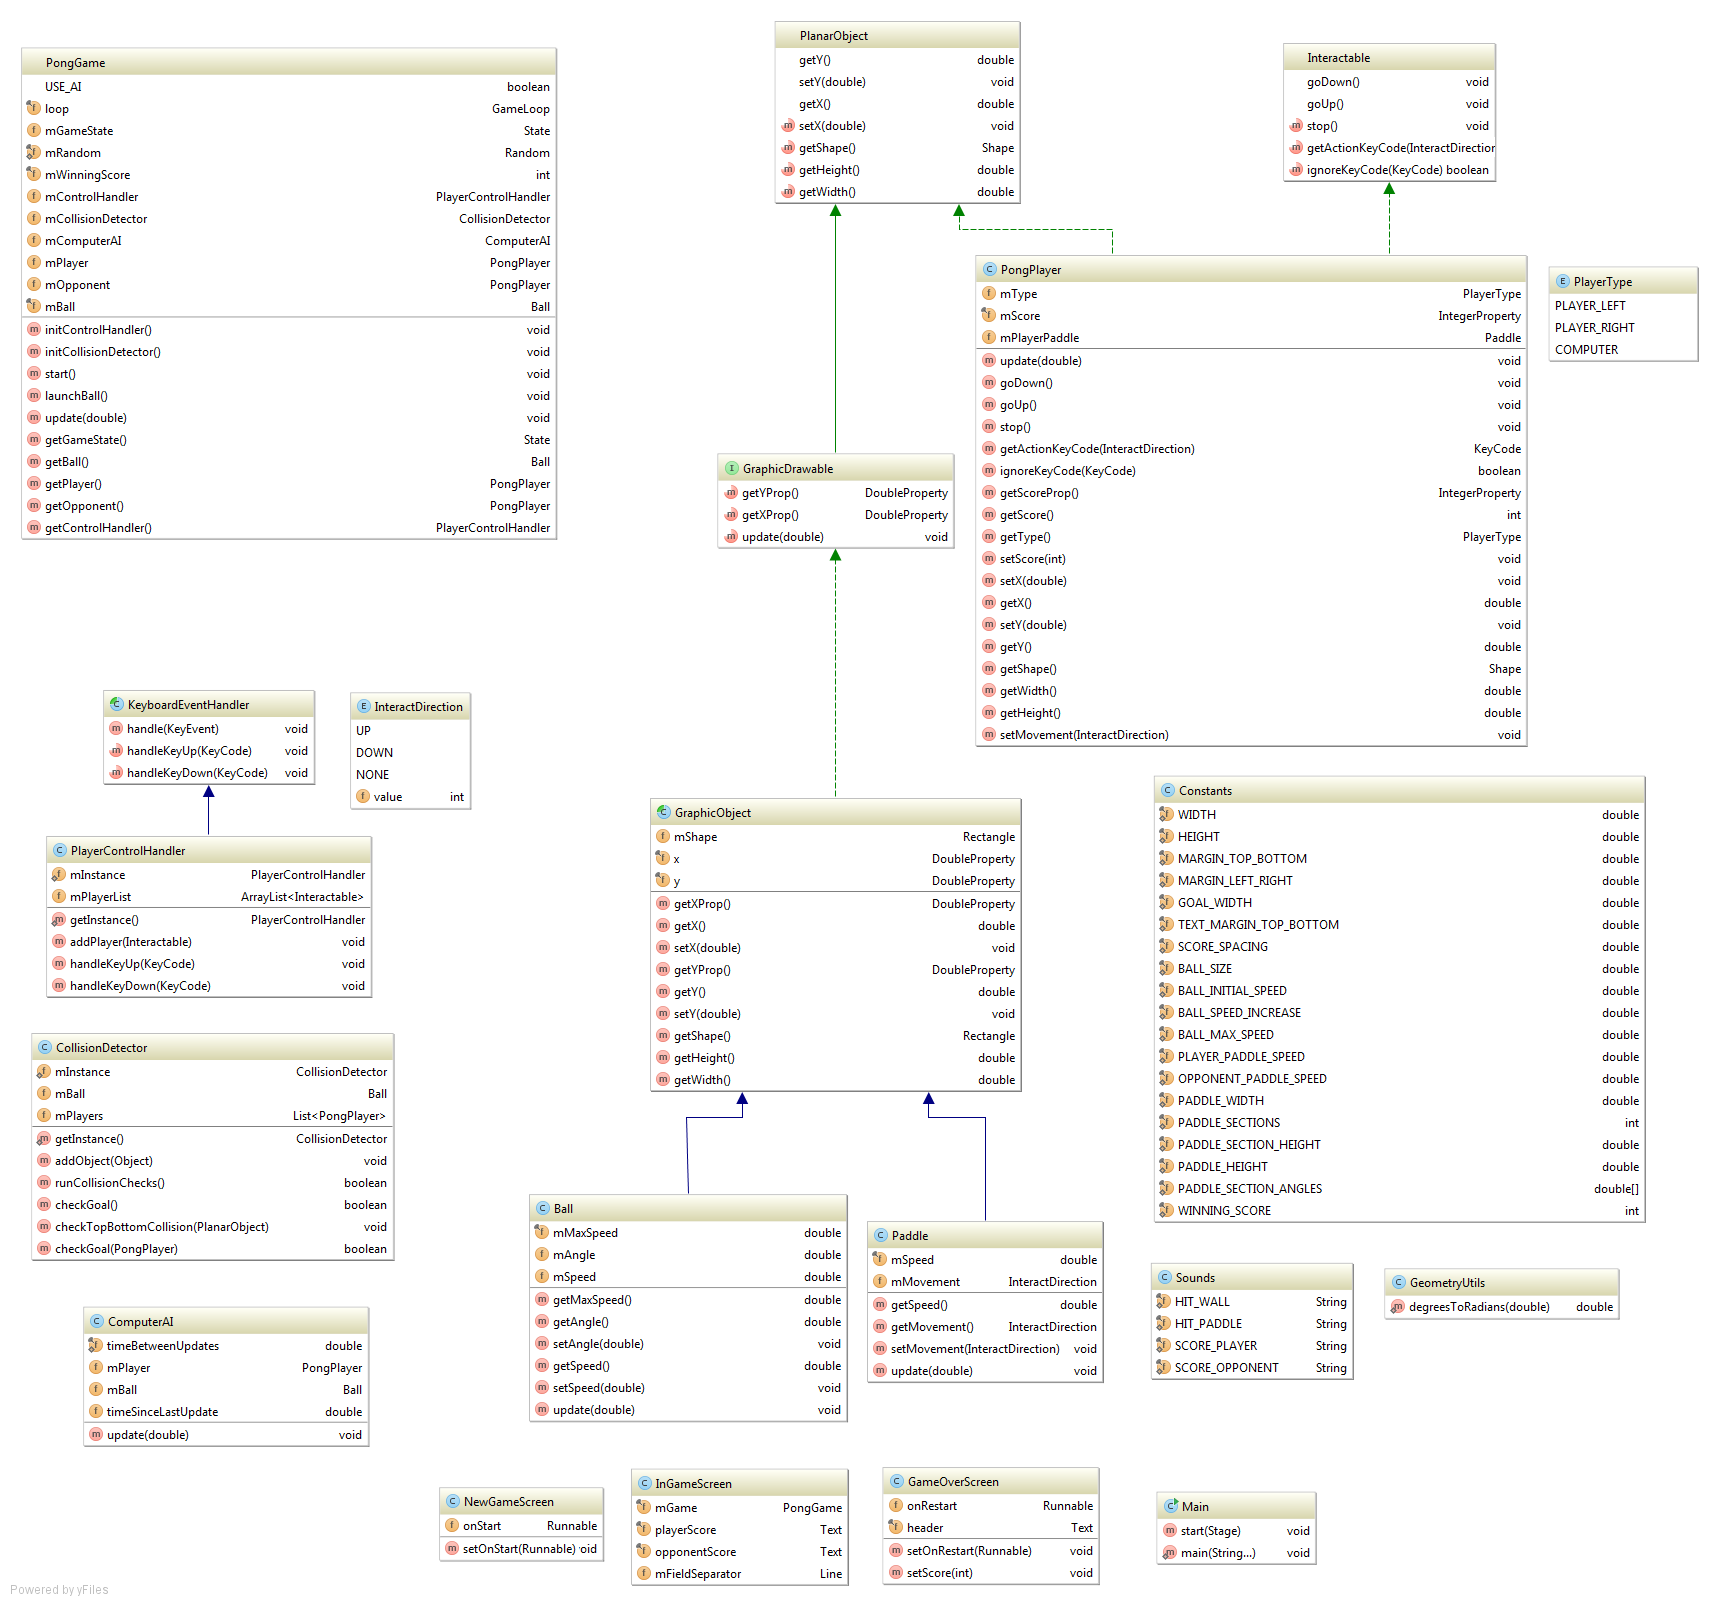 PongGame
USE_AI boolean
loop GameLoop
mGameState State
mRandom Random
mWinningScore int
mControlHandler PlayerControlHandler
mCollisionDetector CollisionDetector
mComputerAI ComputerAI
mPlayer PongPlayer
mOpponent PongPlayer
mBall Ball
initControlHandler() void
initCollisionDetector() void
start() void
launchBall() void
update(double) void
getGameState() State
getBall() Ball
getPlayer() PongPlayer
getOpponent() PongPlayer
getControlHandler() PlayerControlHandler
PlanarObject
getY() double
setY(double) void
getX() double
setX(double) void
getShape() Shape
getHeight() double
getWidth() double
Interactable
goDown() void
goUp() void
stop() void
getActionKeyCode(InteractDirection
ignoreKeyCode(KeyCode) boolean
PongPlayer
mType PlayerType
mScore IntegerProperty
mPlayerPaddle Paddle
update(double) void
goDown() void
goUp() void
stop() void
getActionKeyCode(InteractDirection) KeyCode
ignoreKeyCode(KeyCode) boolean
getScoreProp() IntegerProperty
getScore() int
getType() PlayerType
setScore(int) void
setX(double) void
getX() double
setY(double) void
getY() double
getShape() Shape
getWidth() double
getHeight() double
setMovement(InteractDirection) void
E PlayerType
PLAYER_LEFT
PLAYER_RIGHT
COMPUTER
I GraphicDrawable
getYProp() DoubleProperty
getXProp() DoubleProperty
update(double) void
KeyboardEventHandler
handle(KeyEvent) void
handleKeyUp(KeyCode) void
handleKeyDown(KeyCode) void
E InteractDirection
UP
DOWN
NONE
value int
PlayerControlHandler
mInstance PlayerControlHandler
mPlayerList ArrayList<Interactable>
getInstance() PlayerControlHandler
addPlayer(Interactable) void
handleKeyUp(KeyCode) void
handleKeyDown(KeyCode) void
GraphicObject
mShape Rectangle
x DoubleProperty
y DoubleProperty
getXProp() DoubleProperty
getX() double
setX(double) void
getYProp() DoubleProperty
getY() double
setY(double) void
getShape() Rectangle
getHeight() double
getWidth() double
Constants
WIDTH double
HEIGHT double
MARGIN_TOP_BOTTOM double
MARGIN_LEFT_RIGHT double
GOAL_WIDTH double
TEXT_MARGIN_TOP_BOTTOM double
SCORE_SPACING double
BALL_SIZE double
BALL_INITIAL_SPEED double
BALL_SPEED_INCREASE double
BALL_MAX_SPEED double
PLAYER_PADDLE_SPEED double
OPPONENT_PADDLE_SPEED double
PADDLE_WIDTH double
PADDLE_SECTIONS int
PADDLE_SECTION_HEIGHT double
PADDLE_HEIGHT double
PADDLE_SECTION_ANGLES double[]
WINNING_SCORE int
CollisionDetector
mInstance CollisionDetector
mBall Ball
mPlayers List<PongPlayer>
getInstance() CollisionDetector
addObject(Object) void
runCollisionChecks() boolean
checkGoal() boolean
checkTopBottomCollision(PlanarObject) void
checkGoal(PongPlayer) boolean
Ball
mMaxSpeed double
mAngle double
mSpeed double
getMaxSpeed() double
getAngle() double
setAngle(double) void
getSpeed() double
setSpeed(double) void
update(double) void
Paddle
mSpeed double
mMovement InteractDirection
getSpeed() double
getMovement() InteractDirection
setMovement(InteractDirection) void
update(double) void
Sounds
HIT_WALL String
HIT_PADDLE String
SCORE_PLAYER String
SCORE_OPPONENT String
GeometryUtils
degreesToRadians(double) double
ComputerAI
timeBetweenUpdates double
mPlayer PongPlayer
mBall Ball
timeSinceLastUpdate double
update(double) void
NewGameScreen
onStart Runnable
setOnStart(Runnable) oid
InGameScreen
mGame PongGame
playerScore Text
opponentScore Text
mFieldSeparator Line
GameOverScreen
onRestart Runnable
header Text
setOnRestart(Runnable) void
setScore(int) void
Main
start(Stage) void
main(String...) void
Powered by yFiles